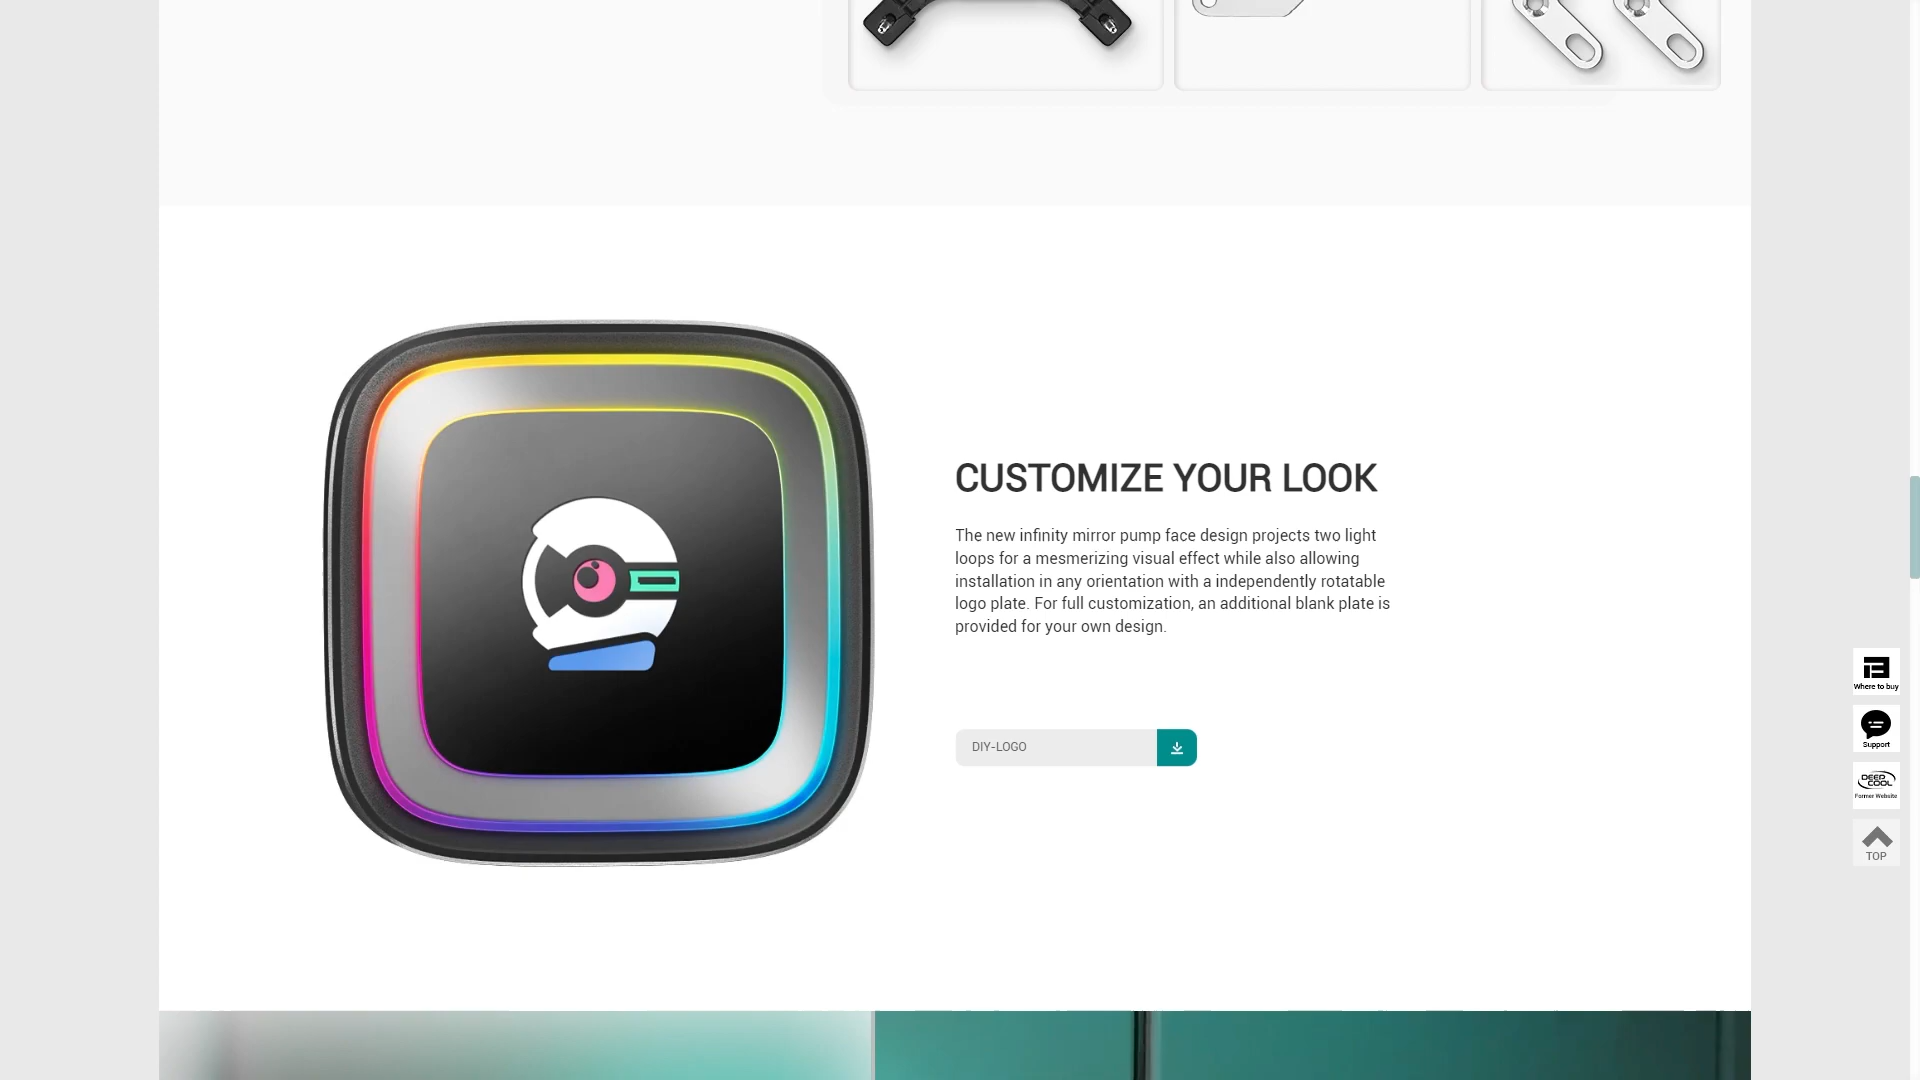 CUSTOMIZE YOUR LOOK
The new infinity mirror pump face design projects two light
loops for a mesmerizing visual effect while also allowing
installation in any orientation with a independently rotatable
logo plate. For full customization, an additional blank plate is
provided for your own design.
DIY-LOGO
Where to buy
Support
DEEP
COOL
Former Website
TOP